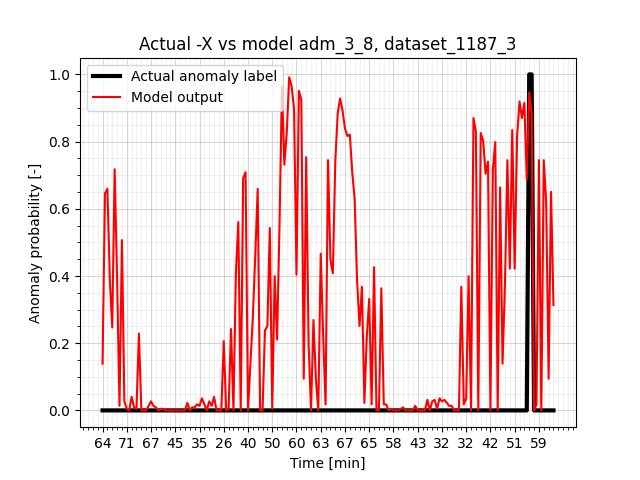 Actual -X vs model adm_3_8, dataset_1187_3
Actual anomaly label
Model output
Anomaly probability [-]
1.0
0.8
0.6
0.4
0.2
0.0
64 71 67 45 35 26 40 50 60 63 67 65 58 43 32 32 42 51 59
Time [min]